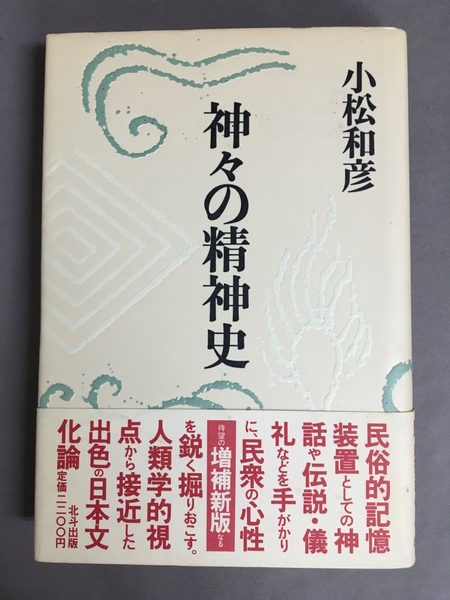 小松和彦
神々の精神史
民俗的記憶
装置としての神
話や伝説・儀
礼などを手がかり
待望の増補新版なる
に、民衆の心性
を鋭く掘りおこす。
人類学的視
点から接近した
出色の日本文
化論
定価二二〇〇円
北斗出版